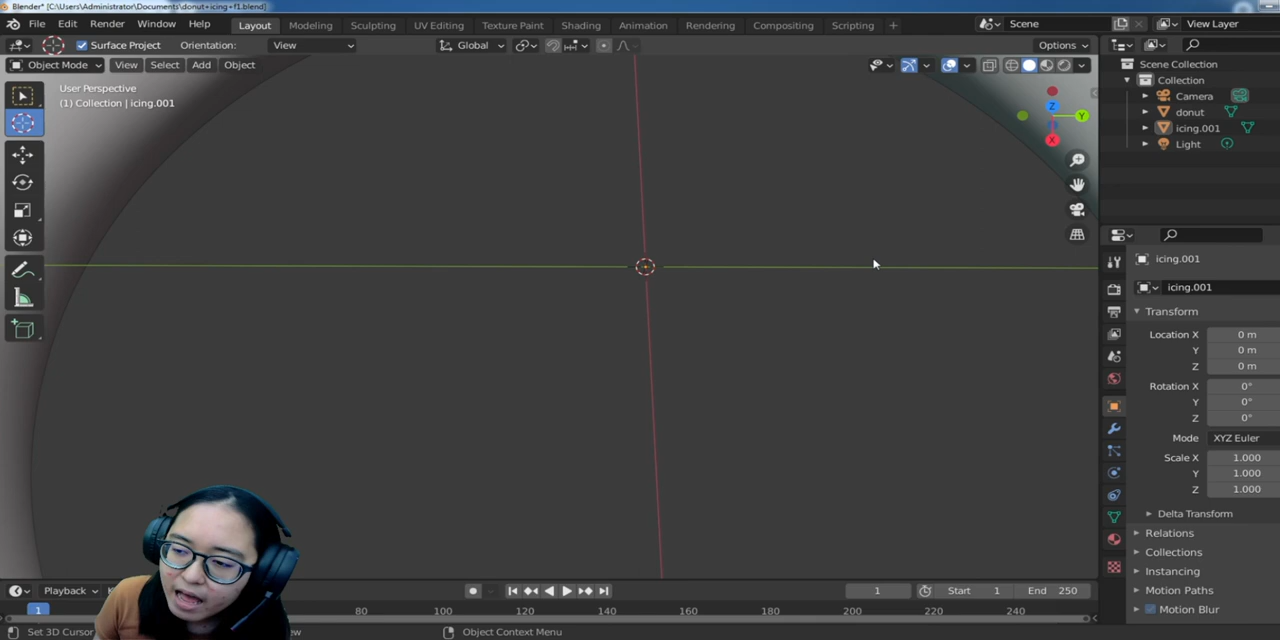 Blender* [C:\Users\Administrator\Documents\donut+icing+f1.blend]
File Edit Render Window Help Layout Modeling Sculpting UV Editing Texture Paint Shading Animation Rendering Compositing Scripting + Scene View Layer
Surface Project Orientation: View Global Options
Object Mode View Select Add Object
User Perspective
(1) Collection | icing.001
Z
Y
X
Scene Collection
Collection
Camera
donut
icing.001
Light
icing.001
icing.001
Transform
Location X 0 m
Y 0 m
Z 0 m
Rotation X 0°
Y 0°
Z 0°
Mode XYZ Euler
Scale X 1.000
Y 1.000
Z 1.000
Delta Transform
Relations
Collections
Instancing
Motion Paths
Motion Blur
Playback 1 Start 1 End 250
1 80 100 120 140 160 180 200 220 240
Set 3D Cursor Object Context Menu